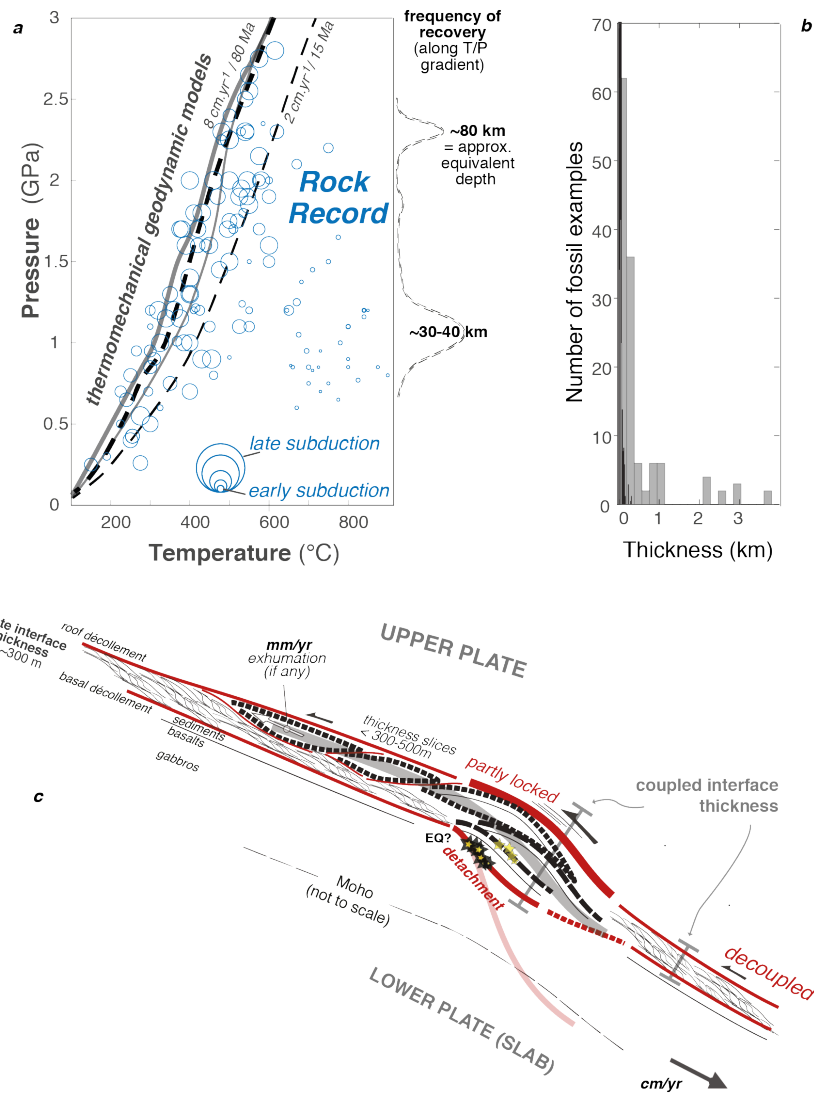 a
3
2.5
2
1.5
1
0.5
0
Pressure (GPa)
200
400
600
800
Temperature (°C)
thermomechanical geodynamic models
8 cm.yr-1 / 80 Ma
2 cm.yr-1/ 15 Ma
Rock
Record
late subduction
early subduction
frequency of
recovery
(along T/P
gradient)
~80 km
= approx.
equivalent
depth
~30-40 km
b
70
60
50
40
30
20
10
0
Number of fossil examples
0
1
2
3
Thickness (km)
te interface
hickness
~300 m
roof décollement
basal décollement
sediments
basalts
gabbros
mm/yr
exhumation
(if any)
UPPER PLATE
thickness slices
< 300-500m
partly locked
coupled interface
thickness
c
EQ?
detachment
Moho
(not to scale)
decoupled
LOWER PLATE (SLAB)
cm/yr